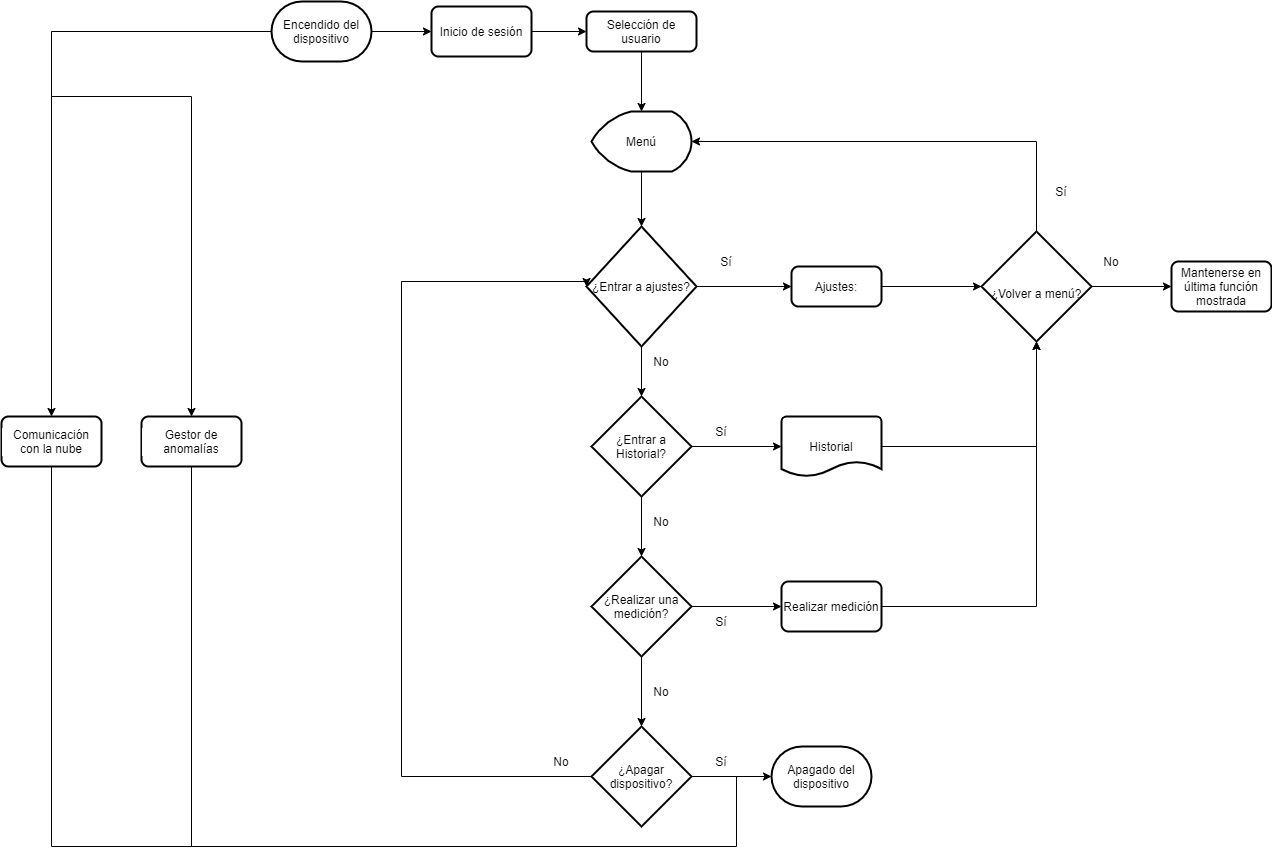 Encendido del
dispositivo
Inicio de sesión
Selección de
usuario
Menú
Sí
¿Entrar a ajustes?
Sí
Ajustes:
¿Volver a menú?
No
Mantenerse en
última función
mostrada
No
Comunicación
con la nube
Gestor de
anomalías
¿Entrar a
Historial?
Sí
Historial
No
¿Realizar una
medición?
Sí
Realizar medición
No
No
¿Apagar
dispositivo?
Sí
Apagado del
dispositivo